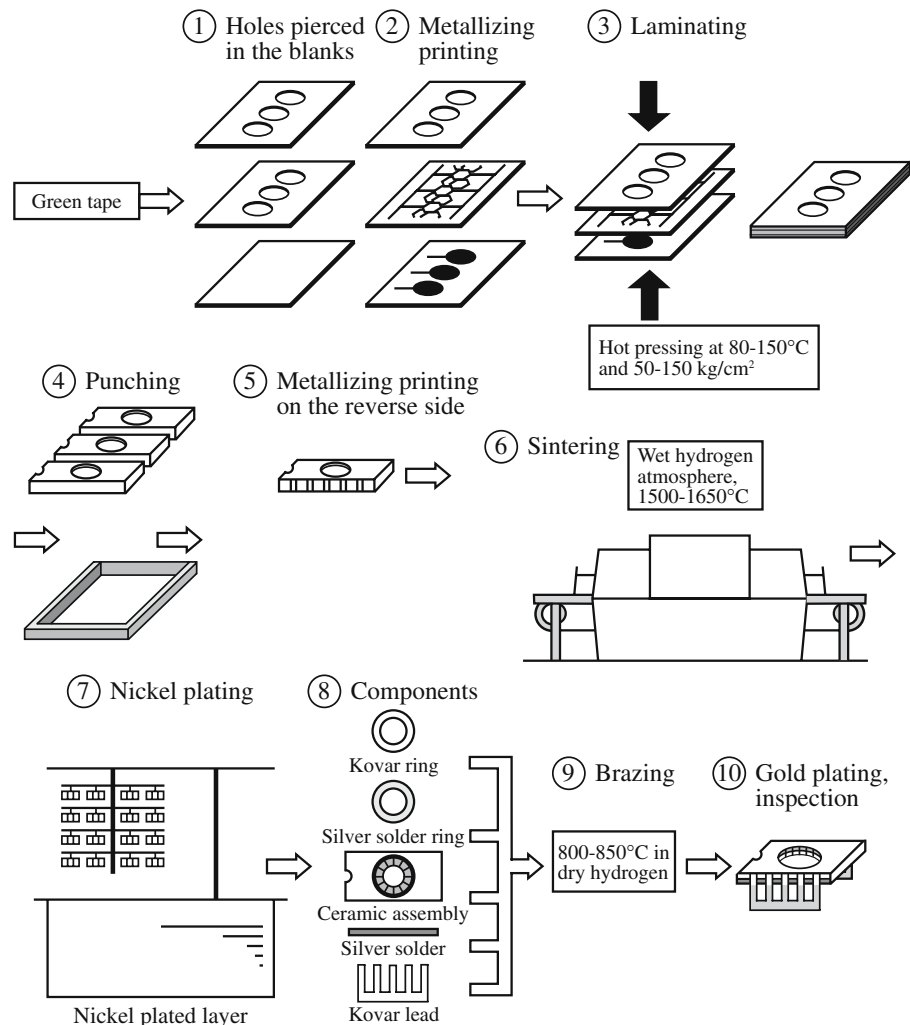 ① Holes pierced
in the blanks
② Metallizing
printing
③ Laminating
Green tape
Hot pressing at 80-150°C
and 50-150 kg/cm²
④ Punching
⑤ Metallizing printing
on the reverse side
⑥ Sintering
Wet hydrogen
atmosphere,
1500-1650°C
⑦ Nickel plating
Nickel plated layer
⑧ Components
Kovar ring
Silver solder ring
Ceramic assembly
Silver solder
Kovar lead
⑨ Brazing
800-850°C in
dry hydrogen
⑩ Gold plating,
inspection